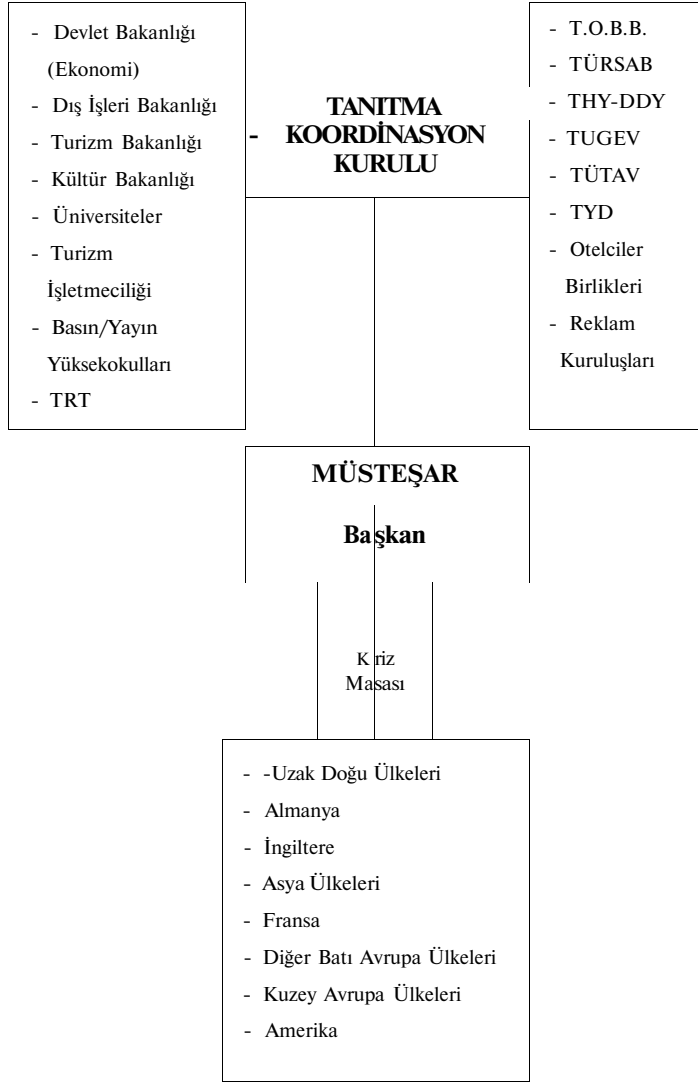 - Devlet Bakanlığı
(Ekonomi)
- Dış İşleri Bakanlığı
- Turizm Bakanlığı
- Kültür Bakanlığı
- Üniversiteler
- Turizm
İşletmeciliği
- Basın/Yayın
Yüksekokulları
- TRT
- TANITMA
KOORDİNASYON
KURULU
- T.O.B.B.
- TÜRSAB
- THY-DDY
- TUGEV
- TÜTAV
- TYD
- Otelciler
Birlikleri
- Reklam
Kuruluşları
MÜSTEŞAR
Başkan
Kriz
Masası
- -Uzak Doğu Ülkeleri
- Almanya
- İngiltere
- Asya Ülkeleri
- Fransa
- Diğer Batı Avrupa Ülkeleri
- Kuzey Avrupa Ülkeleri
- Amerika